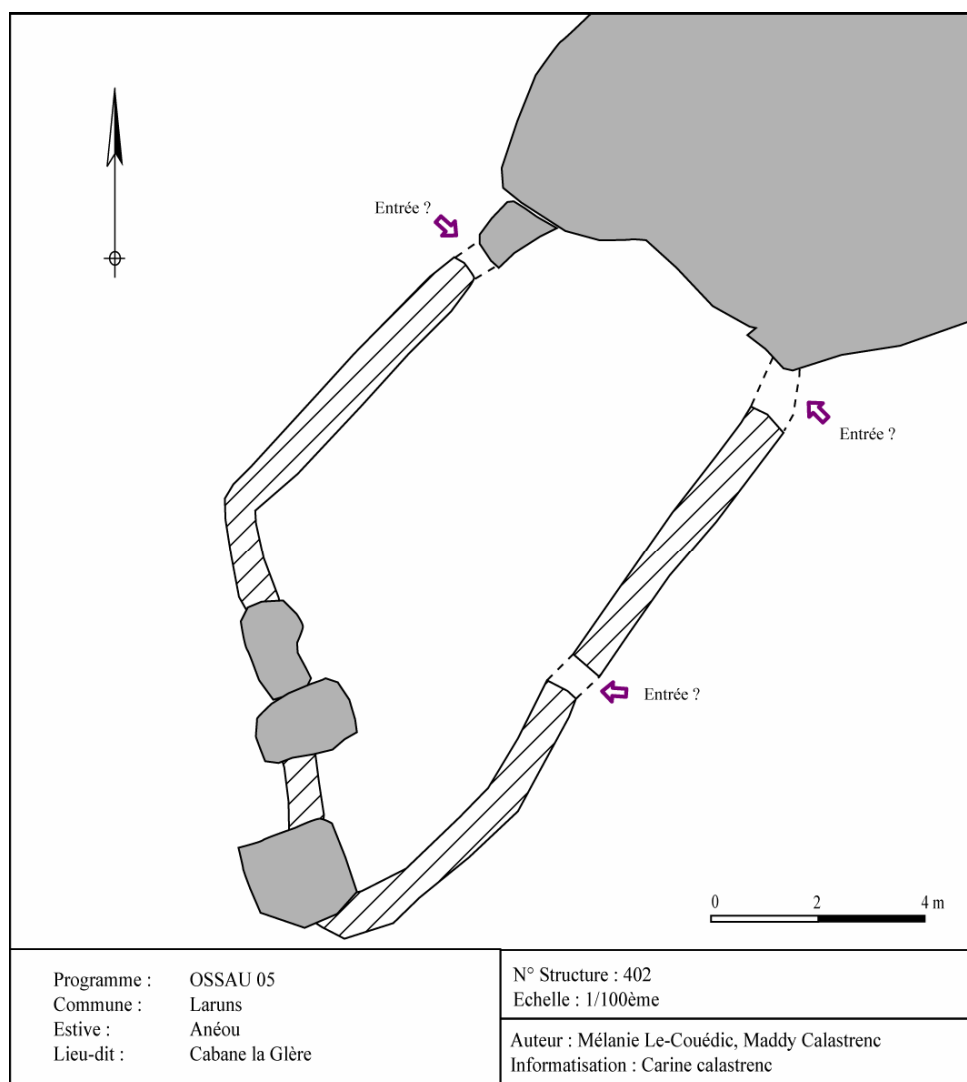 Entrée ?
Entrée ?
Entrée ?
0 2 4 m
Programme : OSSAU 05
Commune : Laruns
Estive : Anéou
Lieu-dit : Cabane la Glère
N° Structure : 402
Echelle : 1/100ème
Auteur : Mélanie Le-Couédic, Maddy Calastrenc
Informatisation : Carine calastrenc